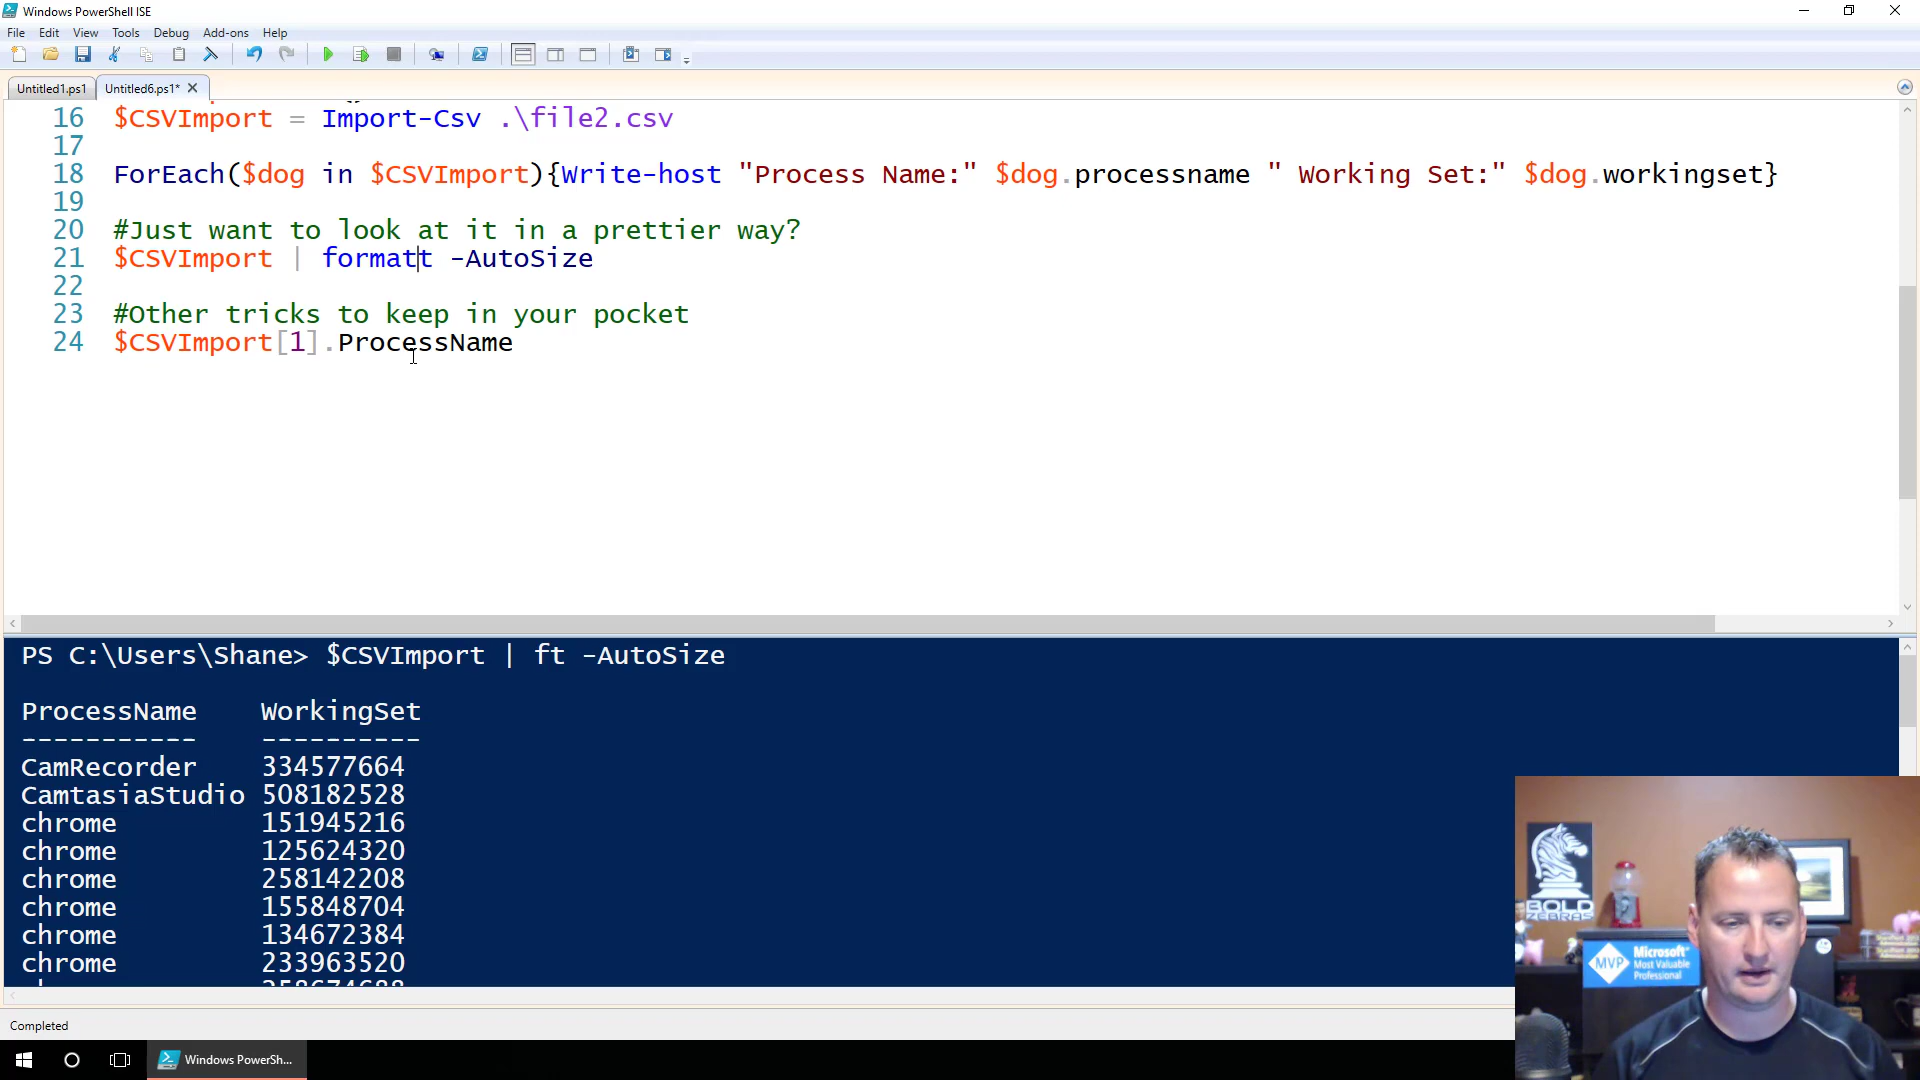 Windows PowerShell ISE
File Edit View Tools Debug Add-ons Help
Untitled1.ps1 Untitled6.ps1*
16 $CSVImport = Import-Csv .\file2.csv
17
18 ForEach($dog in $CSVImport){Write-host "Process Name:" $dog.processname " Working Set:" $dog.workingset}
19
20 #Just want to look at it in a prettier way?
21 $CSVImport | formatt -AutoSize
22
23 #Other tricks to keep in your pocket
24 $CSVImport[1].ProcessName
PS C:\Users\Shane> $CSVImport | ft -AutoSize
ProcessName WorkingSet
----------- ----------
CamRecorder 334577664
CamtasiaStudio 508182528
chrome 151945216
chrome 125624320
chrome 258142208
chrome 155848704
chrome 134672384
chrome 233963520
Completed
Windows PowerSh...
BOLD
ZEBRAS
MVP
Microsoft
Most Valuable
Professional